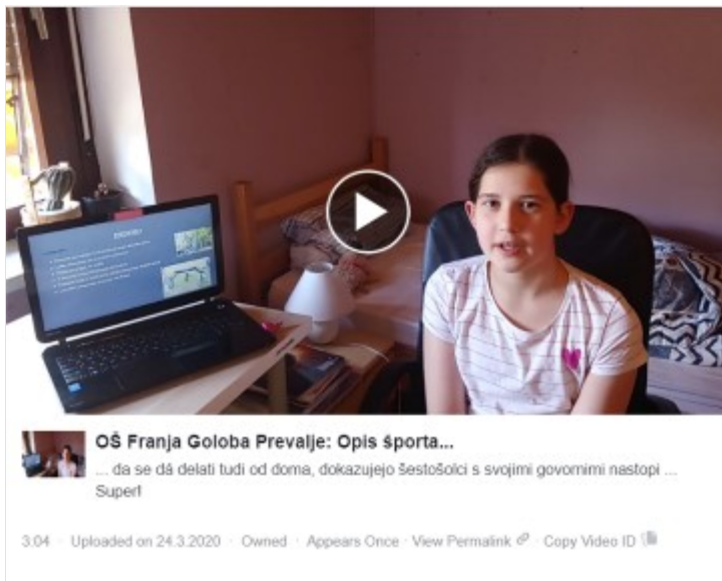 OŠ Franja Goloba Prevalje: Opis športa...
... da se dá delati tudi od doma, dokazujejo šestošolci s svojimi govornimi nastopi ...
Super!
3:04 · Uploaded on 24.3.2020 · Owned · Appears Once · View Permalink · Copy Video ID